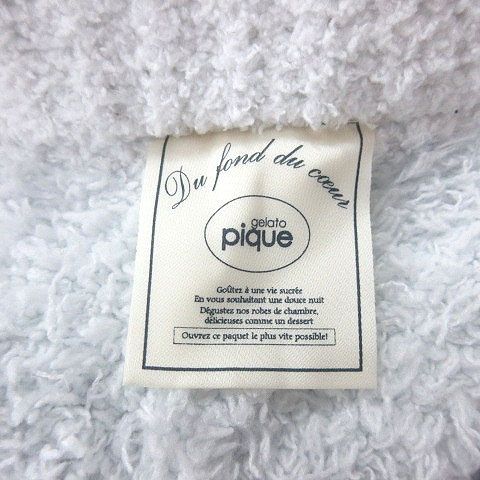 Du fond du cœur
gelato
pique
Goûtez à une vie sucrée
En vous souhaitant une douce nuit
Dégustez nos robes de chambre,
délicieuses comme un dessert
Ouvrez ce paquet le plus vite possible!